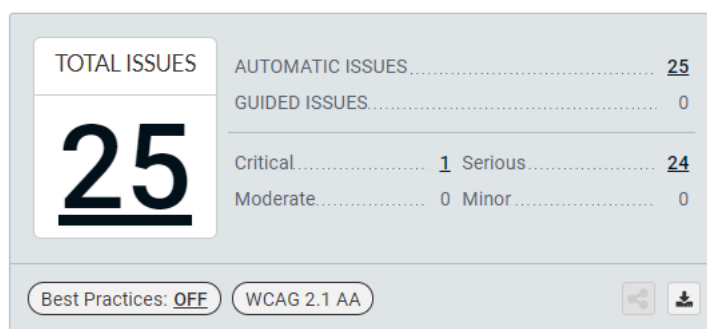 TOTAL ISSUES
25
AUTOMATIC ISSUES 25
GUIDED ISSUES 0
Critical 1 Serious 24
Moderate 0 Minor 0
Best Practices: OFF WCAG 2.1 AA